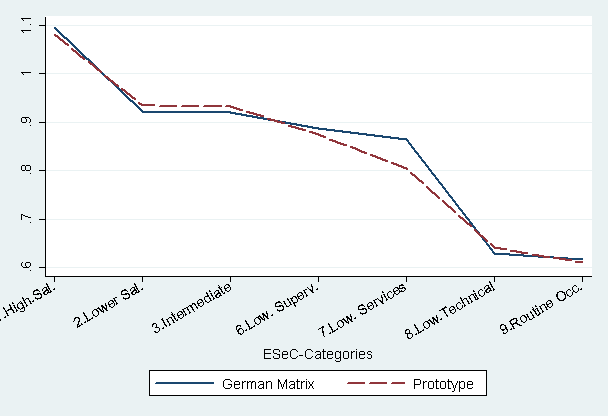 1.1
1
.9
.8
.7
.6
.High.Sal.
2.Lower Sal.
3.Intermediate
6.Low. Superv.
7.Low. Services
8.Low.Technical
9.Routine Occ.
ESeC-Categories
German Matrix
Prototype